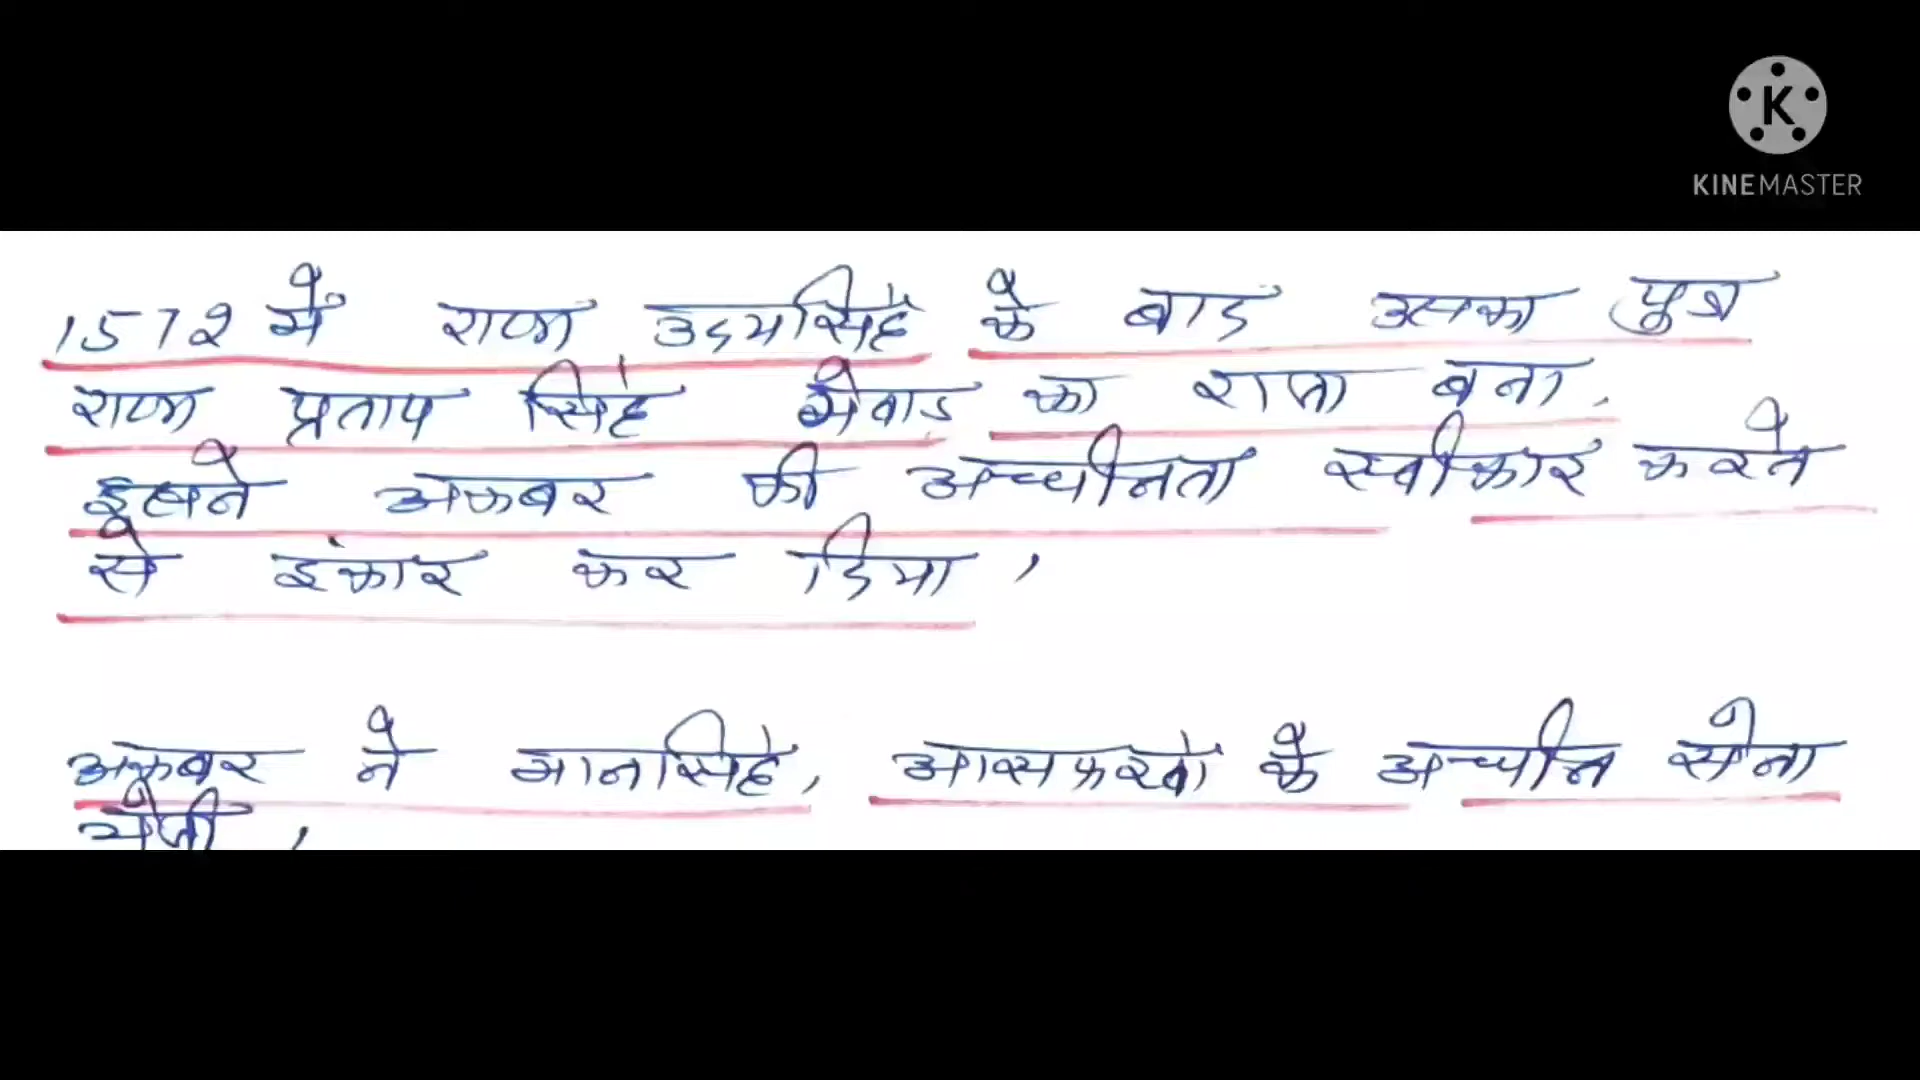 KINEMASTER
1572 में राणा उदयसिंह के बाद उसका पुत्र
राणा प्रताप सिंह मेवाड का राजा बना,
इसने अकबर की अधीनता स्वीकार करने
से इंकार कर दिया,
अकबर ने मानसिंह, आसफखाँ के अधीन सेना
भेजी,